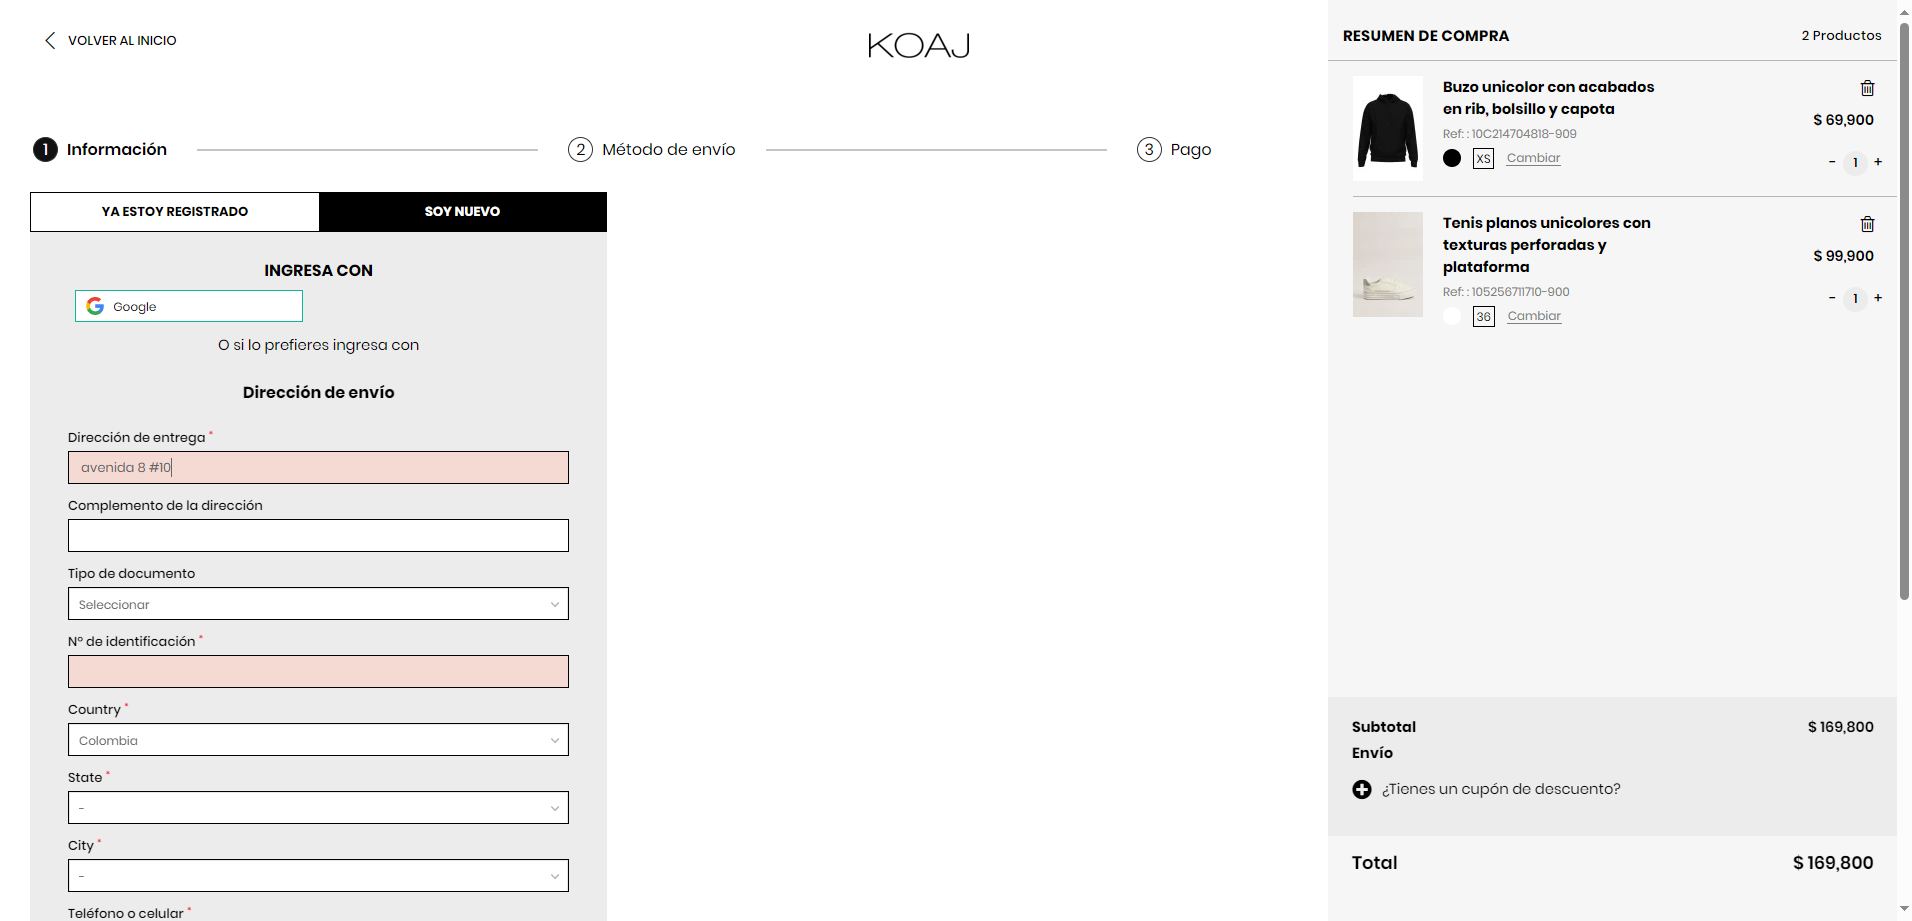 VOLVER AL INICIO
KOAJ
1 Información
2 Método de envío
3 Pago
YA ESTOY REGISTRADO
SOY NUEVO
INGRESA CON
Google
O si lo prefieres ingresa con
Dirección de envío
Dirección de entrega *
avenida 8 #10
Complemento de la dirección
Tipo de documento
Seleccionar
Nº de identificación *
Country *
Colombia
State *
-
City *
-
Teléfono o celular *
RESUMEN DE COMPRA
2 Productos
Buzo unicolor con acabados
en rib, bolsillo y capota
$ 69,900
Ref: : 10C214704818-909
XS Cambiar
- 1 +
Tenis planos unicolores con
texturas perforadas y
plataforma
$ 99,900
Ref: : 105256711710-900
36 Cambiar
- 1 +
Subtotal
$ 169,800
Envío
¿Tienes un cupón de descuento?
Total
$ 169,800